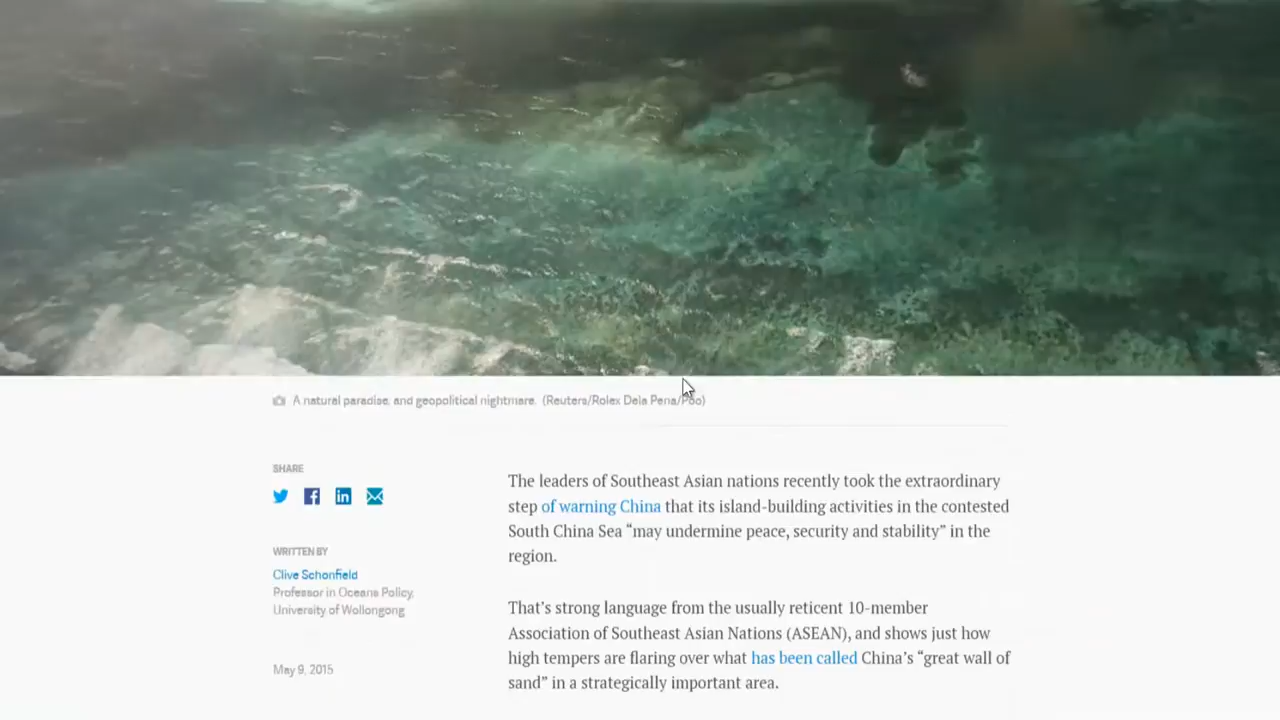 A natural paradise, and geopolitical nightmare. (Reuters/Rolex Dela Pena/Poo)
SHARE
WRITTEN BY
Clive Schonfield
Professor in Oceans Policy,
University of Wollongong
May 9, 2015
The leaders of Southeast Asian nations recently took the extraordinary
step of warning China that its island-building activities in the contested
South China Sea “may undermine peace, security and stability” in the
region.
That’s strong language from the usually reticent 10-member
Association of Southeast Asian Nations (ASEAN), and shows just how
high tempers are flaring over what has been called China’s “great wall of
sand” in a strategically important area.